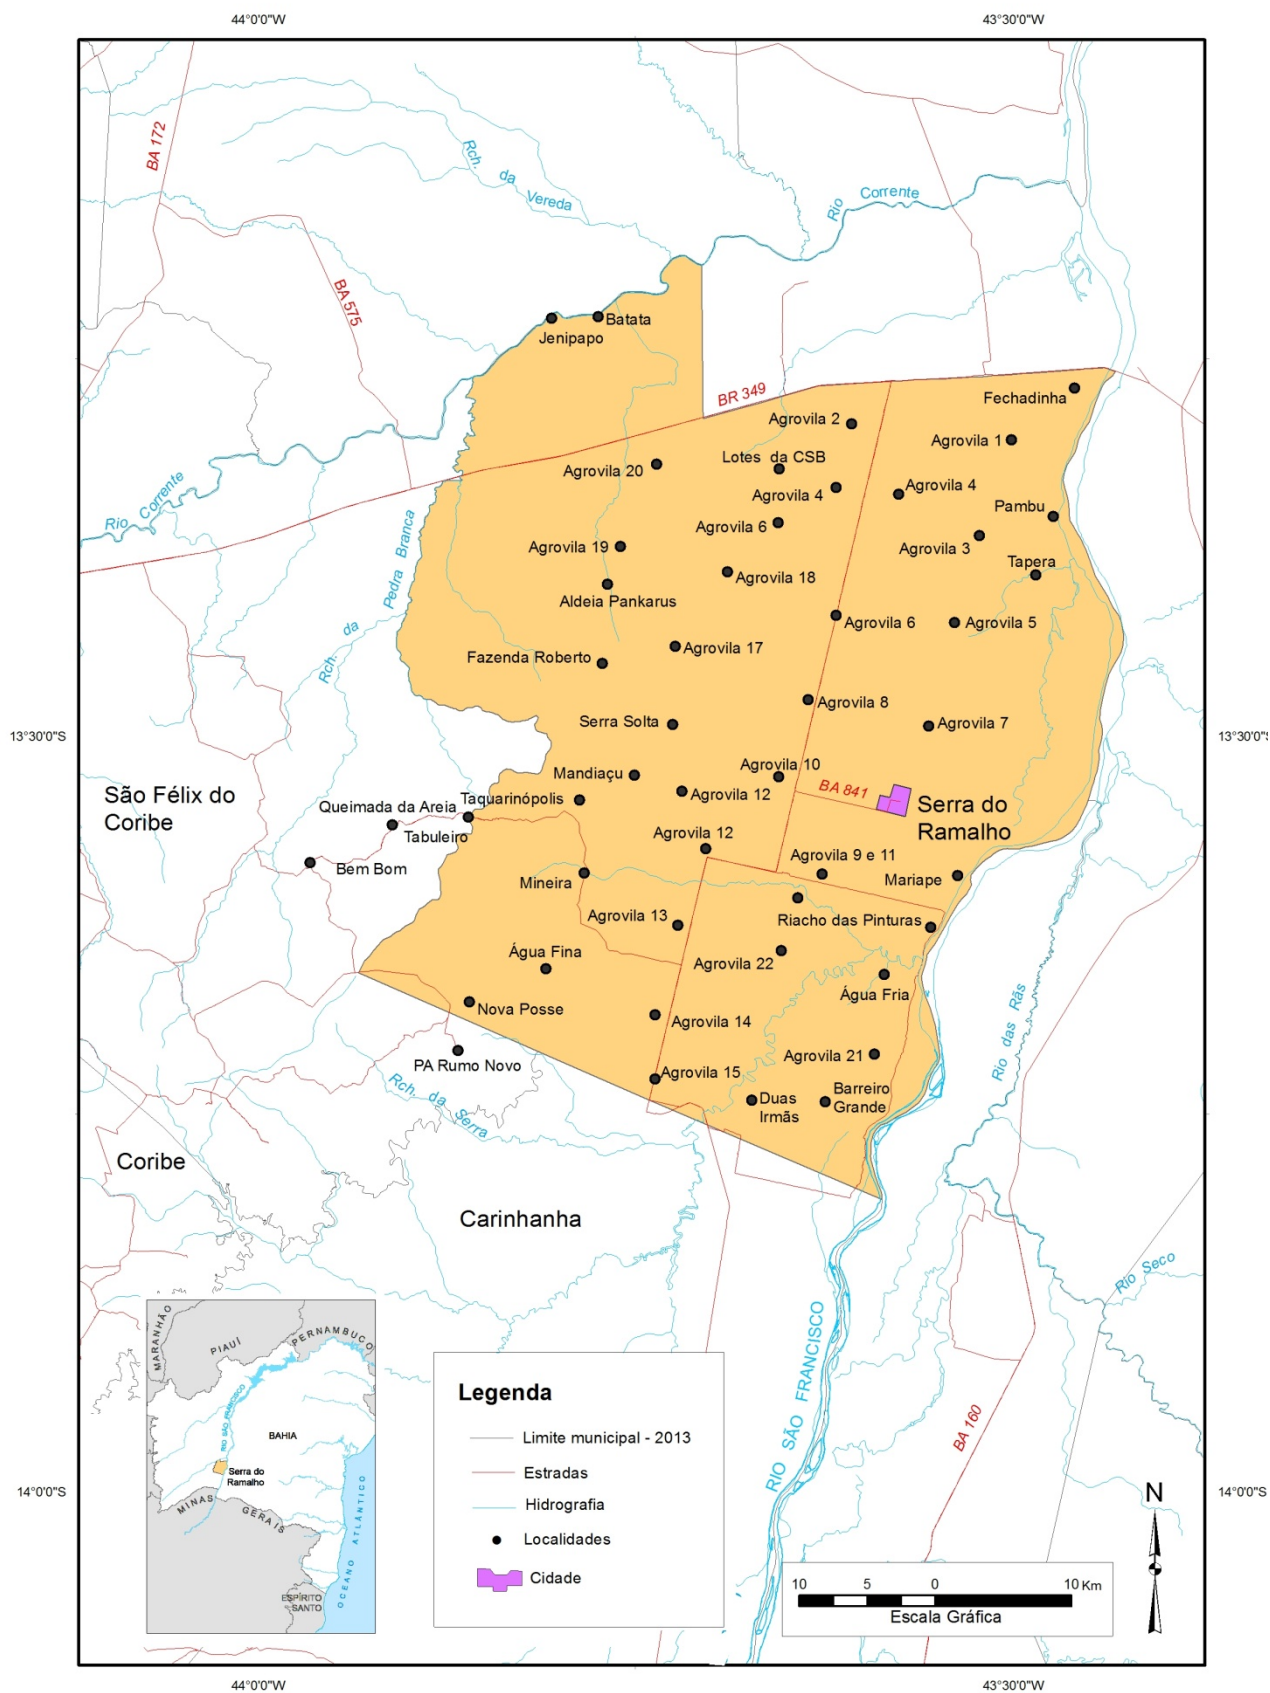 44°0'0"W
43°30'0"W
BA 172
Rch. da Vereda
Rio Corrente
BA 575
Batata
Jenipapo
BR 349
Fechadinha
Agrovila 2
Agrovila 1
Lotes da CSB
Agrovila 20
Agrovila 4
Agrovila 4
Rio Corrente
Pambu
Agrovila 6
Agrovila 3
Rch. da Pedra Branca
Agrovila 19
Tapera
Agrovila 18
Aldeia Pankarus
Agrovila 6
Agrovila 5
Agrovila 17
Fazenda Roberto
Agrovila 8
Serra Solta
Agrovila 7
13°30'0"S
13°30'0"S
Agrovila 10
Mandiaçu
BA 841
São Félix do
Coribe
Taquarinópolis
Agrovila 12
Queimada da Areia
Serra do
Ramalho
Tabuleiro
Agrovila 12
Agrovila 9 e 11
Bem Bom
Mineira
Mariape
Agrovila 13
Riacho das Pinturas
Água Fina
Agrovila 22
Água Fria
Nova Posse
Agrovila 14
Rio das Rãs
PA Rumo Novo
Agrovila 21
Agrovila 15
Rch. da Serra
Duas
Irmãs
Barreiro
Grande
Coribe
Carinhanha
Rio Seco
RIO SÃO FRANCISCO
BA 160
MARANHÃO
PIAUÍ
PERNAMBUCO
RIO SÃO FRANCISCO
BAHIA
Serra do
Ramalho
MINAS GERAIS
OCEANO ATLÂNTICO
ESPÍRITO
SANTO
Legenda
Limite municipal - 2013
Estradas
Hidrografia
Localidades
Cidade
14°0'0"S
14°0'0"S
N
10 5 0 10 Km
Escala Gráfica
44°0'0"W
43°30'0"W